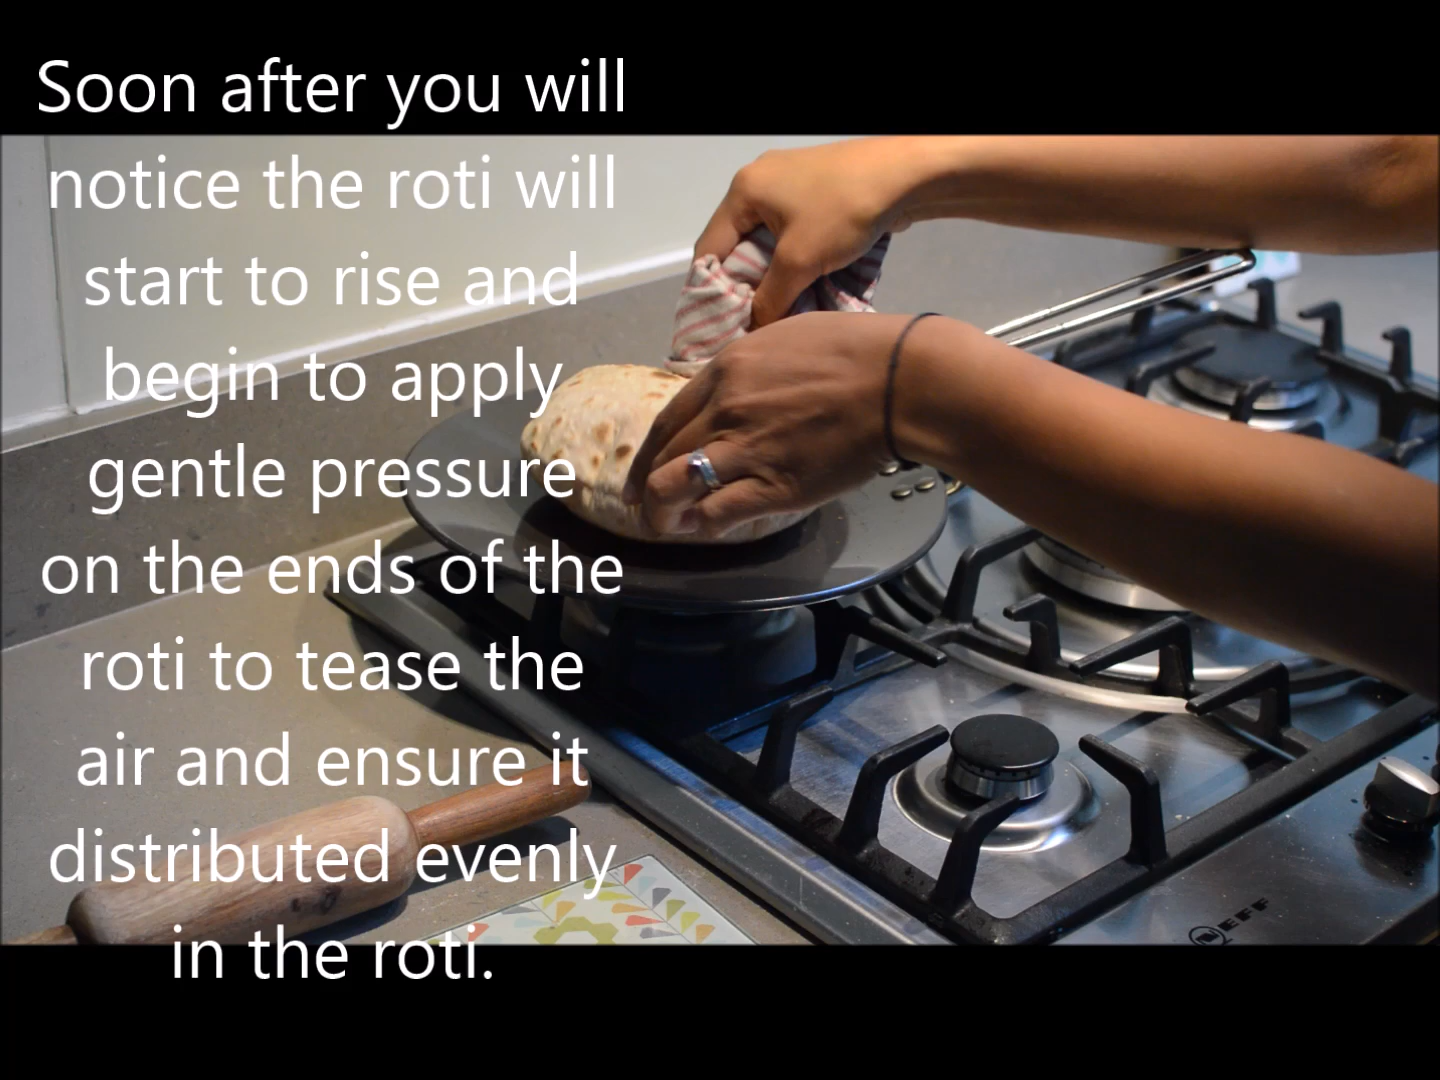 Soon after you will
notice the roti will
start to rise and
begin to apply
gentle pressure
on the ends of the
roti to tease the
air and ensure it
distributed evenly
in the roti.
NEFF